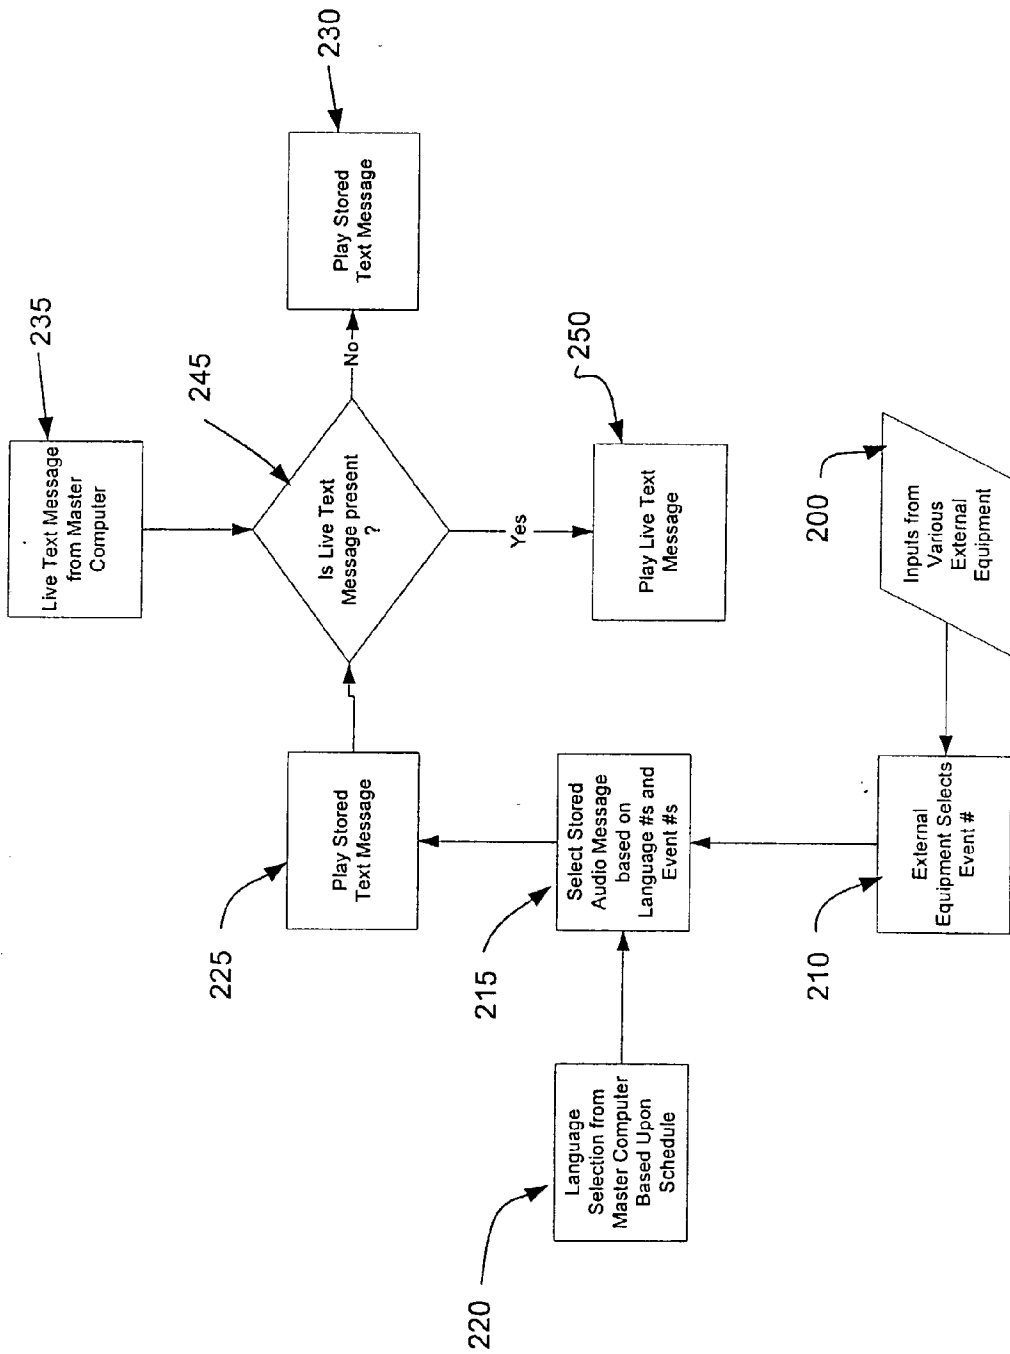 220
Language
Selection from
Master Computer
Based Upon
Schedule
225
Play Stored
Text Message
215
Select Stored
Audio Message
based on
Language #s and
Event #s
210
External
Equipment Selects
Event #
235
Live Text Message
from Master
Computer
245
Is Live Text
Message present
?
No
Yes
230
Play Stored
Text Message
250
Play Live Text
Message
200
Inputs from
Various
External
Equipment